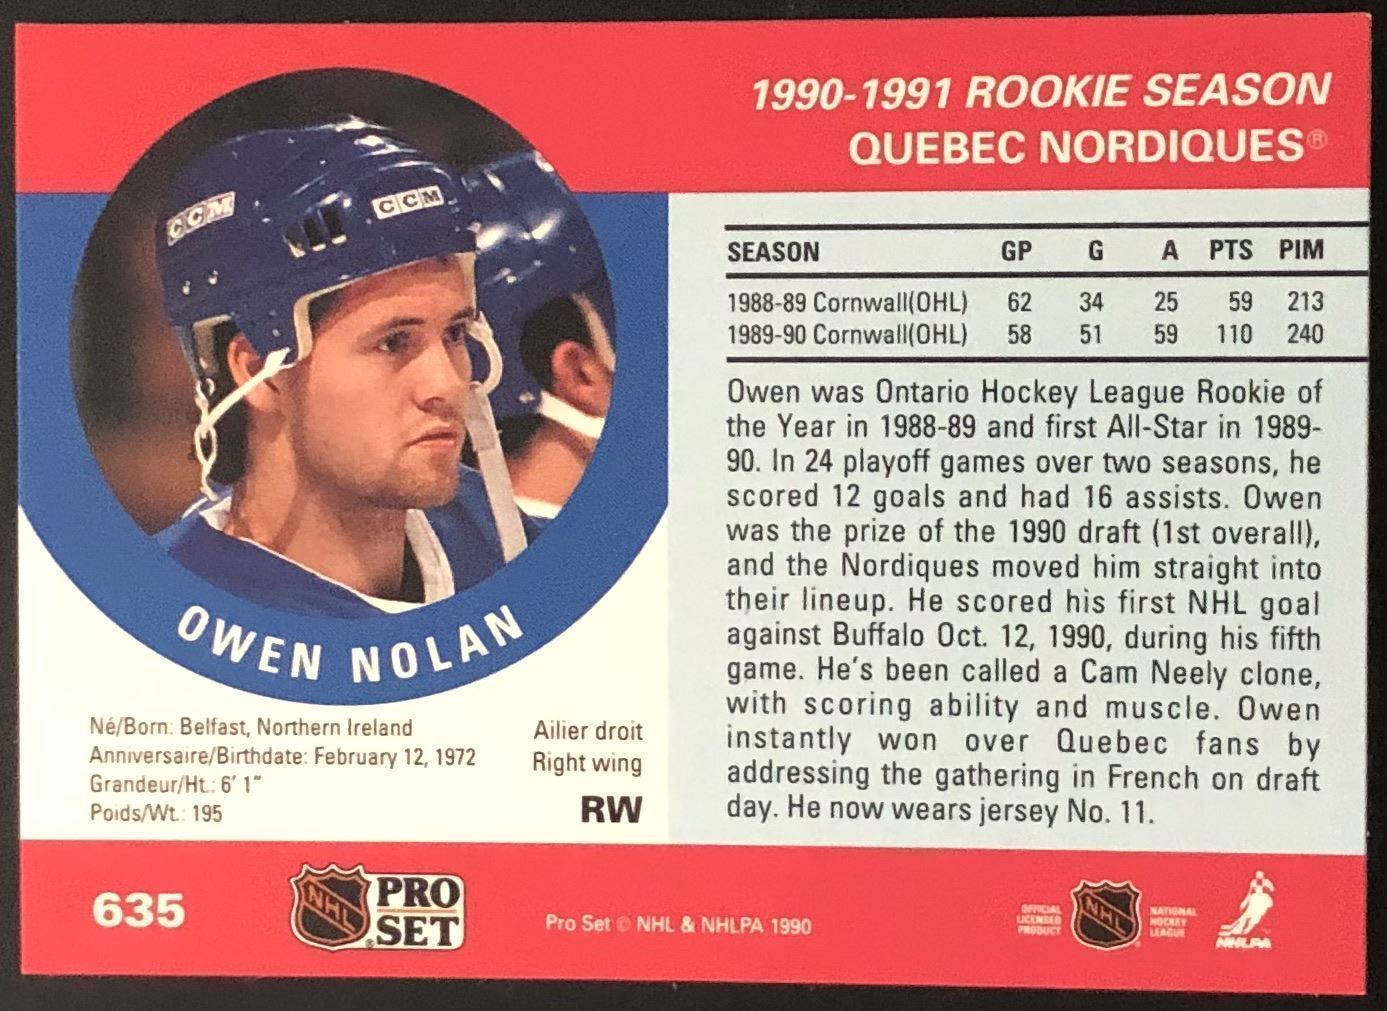 1990-1991 ROOKIE SEASON
QUEBEC NORDIQUES®
CCM
CCM
OWEN NOLAN
Né/Born: Belfast, Northern Ireland
Anniversaire/Birthdate: February 12, 1972
Grandeur/Ht.: 6' 1"
Poids/Wt.: 195
Ailier droit
Right wing
RW
SEASON GP G A PTS PIM
1988-89 Cornwall(OHL) 62 34 25 59 213
1989-90 Cornwall(OHL) 58 51 59 110 240
Owen was Ontario Hockey League Rookie of
the Year in 1988-89 and first All-Star in 1989-
90. In 24 playoff games over two seasons, he
scored 12 goals and had 16 assists. Owen
was the prize of the 1990 draft (1st overall),
and the Nordiques moved him straight into
their lineup. He scored his first NHL goal
against Buffalo Oct. 12, 1990, during his fifth
game. He's been called a Cam Neely clone,
with scoring ability and muscle. Owen
instantly won over Quebec fans by
addressing the gathering in French on draft
day. He now wears jersey No. 11.
635
NHL
PRO
SET
®
Pro Set © NHL & NHLPA 1990
OFFICIAL
LICENSED
PRODUCT
NHL
NATIONAL
HOCKEY
LEAGUE
NHLPA